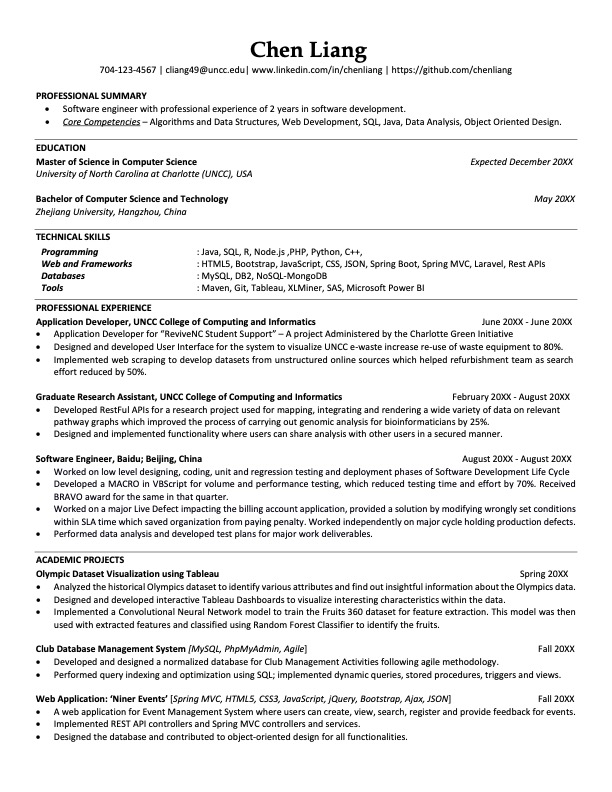 Chen Liang
704-123-4567 | cliang49@uncc.edu| www.linkedin.com/in/chenliang | https://github.com/chenliang
PROFESSIONAL SUMMARY
• Software engineer with professional experience of 2 years in software development.
• Core Competencies – Algorithms and Data Structures, Web Development, SQL, Java, Data Analysis, Object Oriented Design.
EDUCATION
Master of Science in Computer Science Expected December 20XX
University of North Carolina at Charlotte (UNCC), USA
Bachelor of Computer Science and Technology May 20XX
Zhejiang University, Hangzhou, China
TECHNICAL SKILLS
Programming : Java, SQL, R, Node.js ,PHP, Python, C++,
Web and Frameworks : HTML5, Bootstrap, JavaScript, CSS, JSON, Spring Boot, Spring MVC, Laravel, Rest APIs
Databases : MySQL, DB2, NoSQL-MongoDB
Tools : Maven, Git, Tableau, XLMiner, SAS, Microsoft Power BI
PROFESSIONAL EXPERIENCE
Application Developer, UNCC College of Computing and Informatics June 20XX - June 20XX
• Application Developer for “ReviveNC Student Support” – A project Administered by the Charlotte Green Initiative
• Designed and developed User Interface for the system to visualize UNCC e-waste increase re-use of waste equipment to 80%.
• Implemented web scraping to develop datasets from unstructured online sources which helped refurbishment team as search
effort reduced by 50%.
Graduate Research Assistant, UNCC College of Computing and Informatics February 20XX - August 20XX
• Developed RestFul APIs for a research project used for mapping, integrating and rendering a wide variety of data on relevant
pathway graphs which improved the process of carrying out genomic analysis for bioinformaticians by 25%.
• Designed and implemented functionality where users can share analysis with other users in a secured manner.
Software Engineer, Baidu; Beijing, China August 20XX - August 20XX
• Worked on low level designing, coding, unit and regression testing and deployment phases of Software Development Life Cycle
• Developed a MACRO in VBScript for volume and performance testing, which reduced testing time and effort by 70%. Received
BRAVO award for the same in that quarter.
• Worked on a major Live Defect impacting the billing account application, provided a solution by modifying wrongly set conditions
within SLA time which saved organization from paying penalty. Worked independently on major cycle holding production defects.
• Performed data analysis and developed test plans for major work deliverables.
ACADEMIC PROJECTS
Olympic Dataset Visualization using Tableau Spring 20XX
• Analyzed the historical Olympics dataset to identify various attributes and find out insightful information about the Olympics data.
• Designed and developed interactive Tableau Dashboards to visualize interesting characteristics within the data.
• Implemented a Convolutional Neural Network model to train the Fruits 360 dataset for feature extraction. This model was then
used with extracted features and classified using Random Forest Classifier to identify the fruits.
Club Database Management System [MySQL, PhpMyAdmin, Agile] Fall 20XX
• Developed and designed a normalized database for Club Management Activities following agile methodology.
• Performed query indexing and optimization using SQL; implemented dynamic queries, stored procedures, triggers and views.
Web Application: ‘Niner Events’ [Spring MVC, HTML5, CSS3, JavaScript, jQuery, Bootstrap, Ajax, JSON] Fall 20XX
• A web application for Event Management System where users can create, view, search, register and provide feedback for events.
• Implemented REST API controllers and Spring MVC controllers and services.
• Designed the database and contributed to object-oriented design for all functionalities.